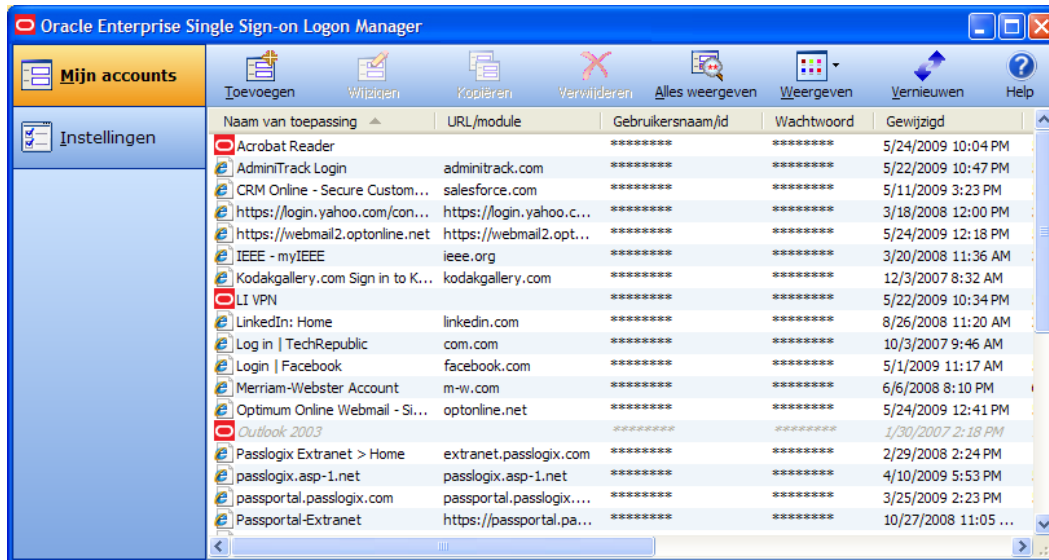 Oracle Enterprise Single Sign-on Logon Manager
Mijn accounts
Instellingen
Toevoegen Wijzigen Kopiëren Verwijderen Alles weergeven Weergeven Vernieuwen Help
Naam van toepassing URL/module Gebruikersnaam/id Wachtwoord Gewijzigd
Acrobat Reader ******** ******** 5/24/2009 10:04 PM
AdminiTrack Login adminitrack.com ******** ******** 5/22/2009 10:47 PM
CRM Online - Secure Custom... salesforce.com ******** ******** 5/11/2009 3:23 PM
https://login.yahoo.com/con... https://login.yahoo.c... ******** ******** 3/18/2008 12:00 PM
https://webmail2.optonline.net https://webmail2.opt... ******** ******** 5/24/2009 12:18 PM
IEEE - myIEEE ieee.org ******** ******** 3/20/2008 11:36 AM
Kodakgallery.com Sign in to K... kodakgallery.com ******** ******** 12/3/2007 8:32 AM
LI VPN ******** ******** 5/22/2009 10:34 PM
LinkedIn: Home linkedin.com ******** ******** 8/26/2008 11:20 AM
Log in | TechRepublic com.com ******** ******** 10/3/2007 9:46 AM
Login | Facebook facebook.com ******** ******** 5/1/2009 11:17 AM
Merriam-Webster Account m-w.com ******** ******** 6/6/2008 8:10 PM
Optimum Online Webmail - Si... optonline.net ******** ******** 5/24/2009 12:41 PM
Outlook 2003 ******** ******** 1/30/2007 2:18 PM
Passlogix Extranet > Home extranet.passlogix.com ******** ******** 2/29/2008 2:24 PM
passlogix.asp-1.net passlogix.asp-1.net ******** ******** 4/10/2009 5:53 PM
passportal.passlogix.com passportal.passlogix.... ******** ******** 3/25/2009 2:23 PM
Passportal-Extranet https://passportal.pa... ******** ******** 10/27/2008 11:05 ...